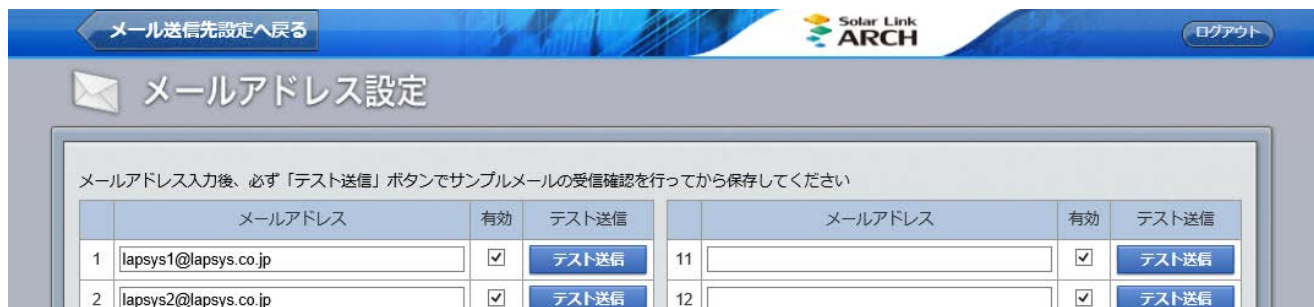 メール送信先設定へ戻る
Solar Link
ARCH
ログアウト
メールアドレス設定
メールアドレス入力後、必ず「テスト送信」ボタンでサンプルメールの受信確認を行ってから保存してください
メールアドレス 有効 テスト送信 メールアドレス 有効 テスト送信
1 lapsys1@lapsys.co.jp テスト送信 11 テスト送信
2 lapsys2@lapsys.co.jp テスト送信 12 テスト送信